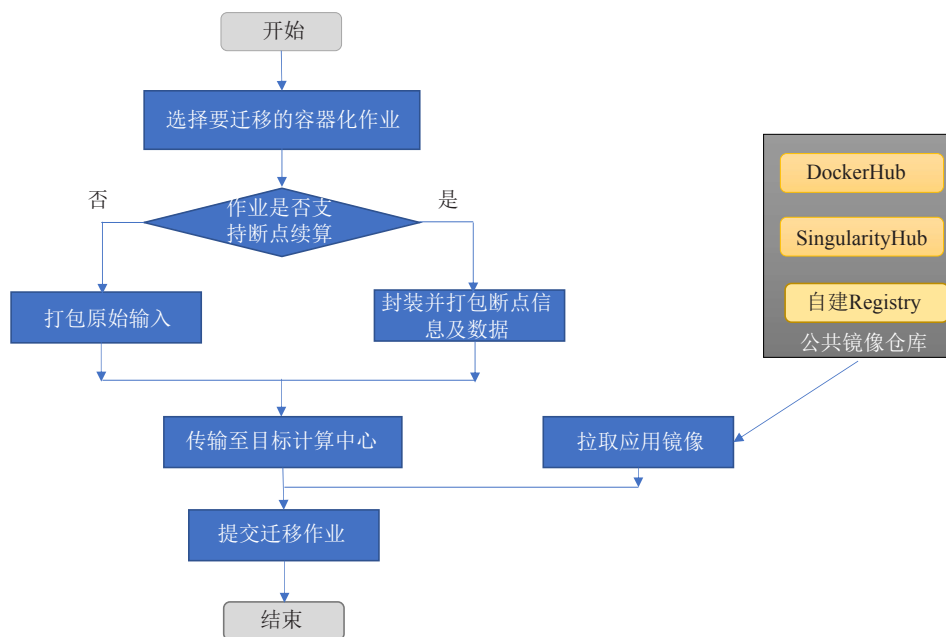 开始
选择要迁移的容器化作业
否
作业是否支
持断点续算
是
打包原始输入
封装并打包断点信
息及数据
DockerHub
SingularityHub
自建Registry
公共镜像仓库
传输至目标计算中心
拉取应用镜像
提交迁移作业
结束